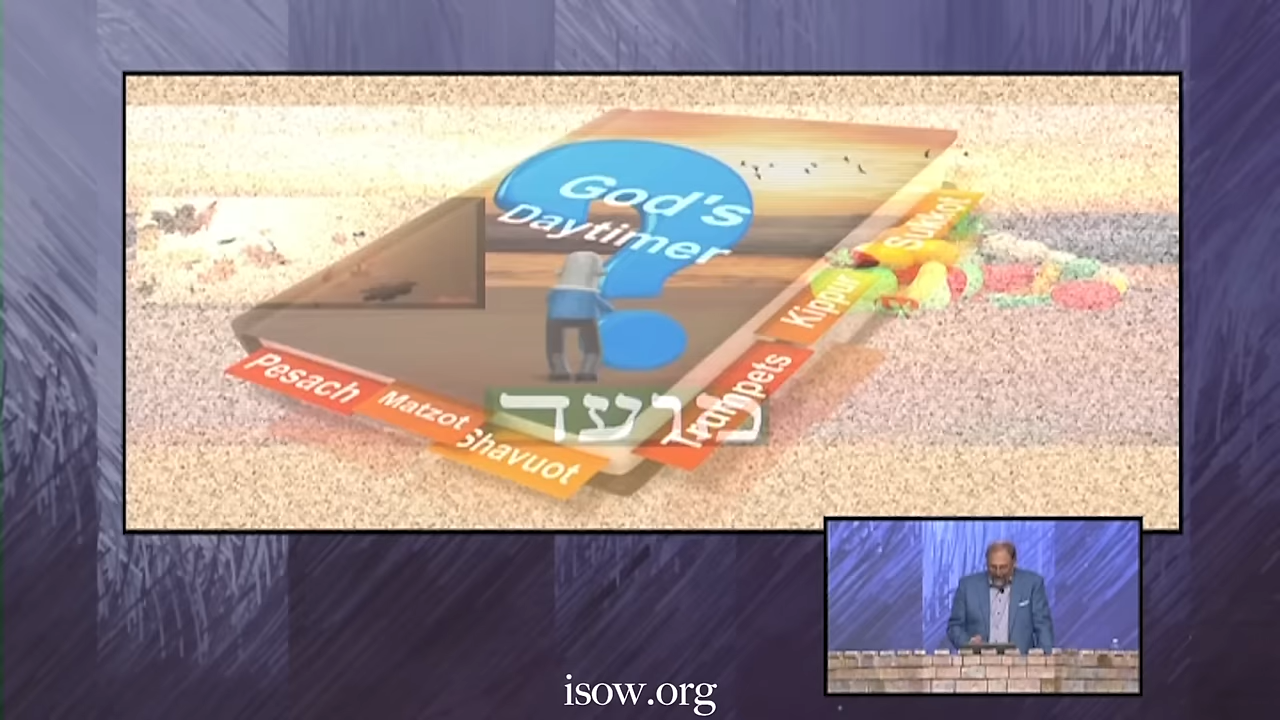 God's
Daytimer
Sukkot
Kippur
Trumpets
Pesach
Matzot
Shavuot
מועד
isow.org